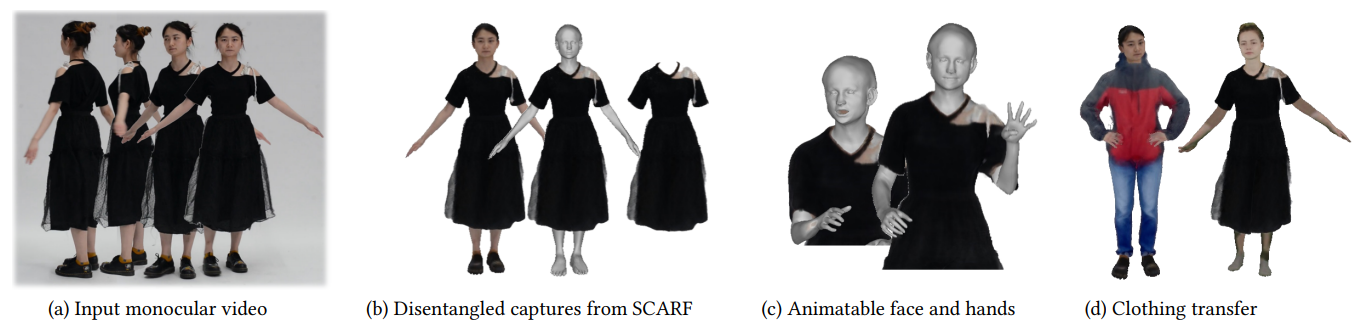 (a) Input monocular video
(b) Disentangled captures from SCARF
(c) Animatable face and hands
(d) Clothing transfer